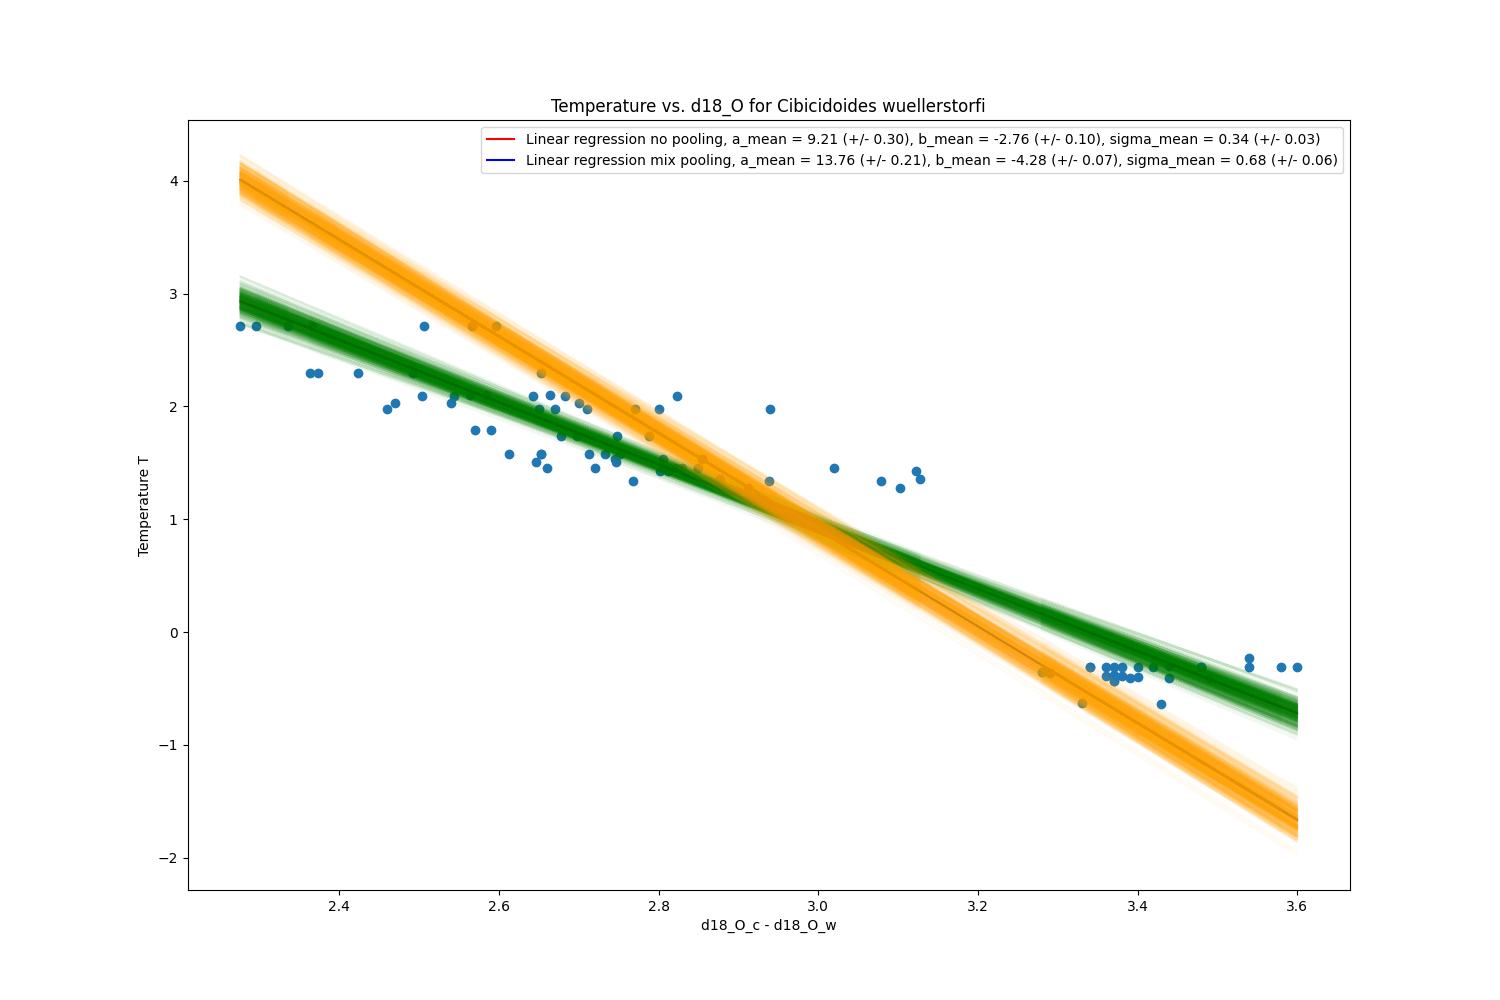 Temperature vs. d18_O for Cibicidoides wuellerstorfi
Linear regression no pooling, a_mean = 9.21 (+/- 0.30), b_mean = -2.76 (+/- 0.10), sigma_mean = 0.34 (+/- 0.03)
Linear regression mix pooling, a_mean = 13.76 (+/- 0.21), b_mean = -4.28 (+/- 0.07), sigma_mean = 0.68 (+/- 0.06)
4
3
2
1
0
−1
−2
Temperature T
2.4 2.6 2.8 3.0 3.2 3.4 3.6
d18_O_c - d18_O_w